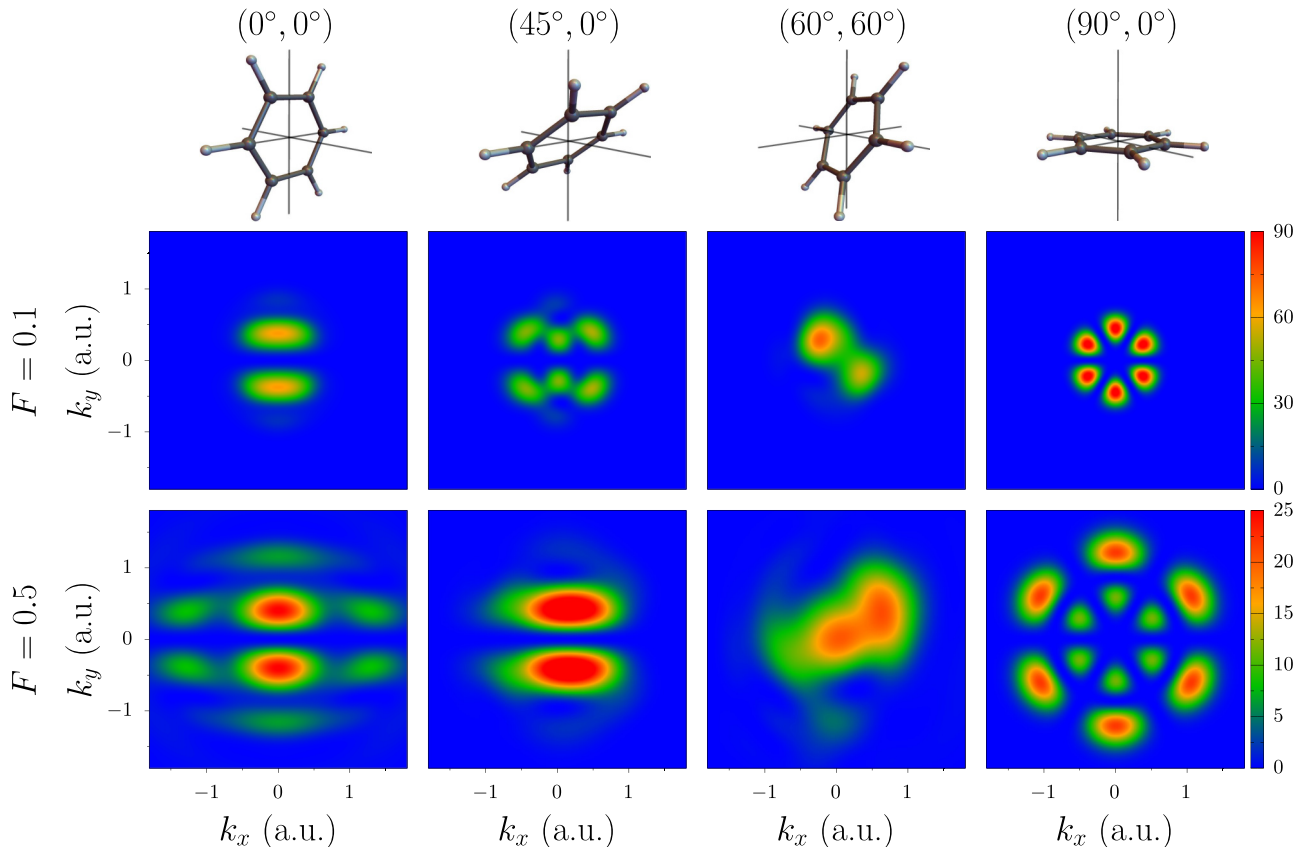 (0°, 0°) (45°, 0°) (60°, 60°) (90°, 0°)
F = 0.1
k_y (a.u.)
1
0
−1
90
60
30
0
F = 0.5
k_y (a.u.)
1
0
−1
25
20
15
10
5
0
−1 0 1 −1 0 1 −1 0 1 −1 0 1
k_x (a.u.) k_x (a.u.) k_x (a.u.) k_x (a.u.)